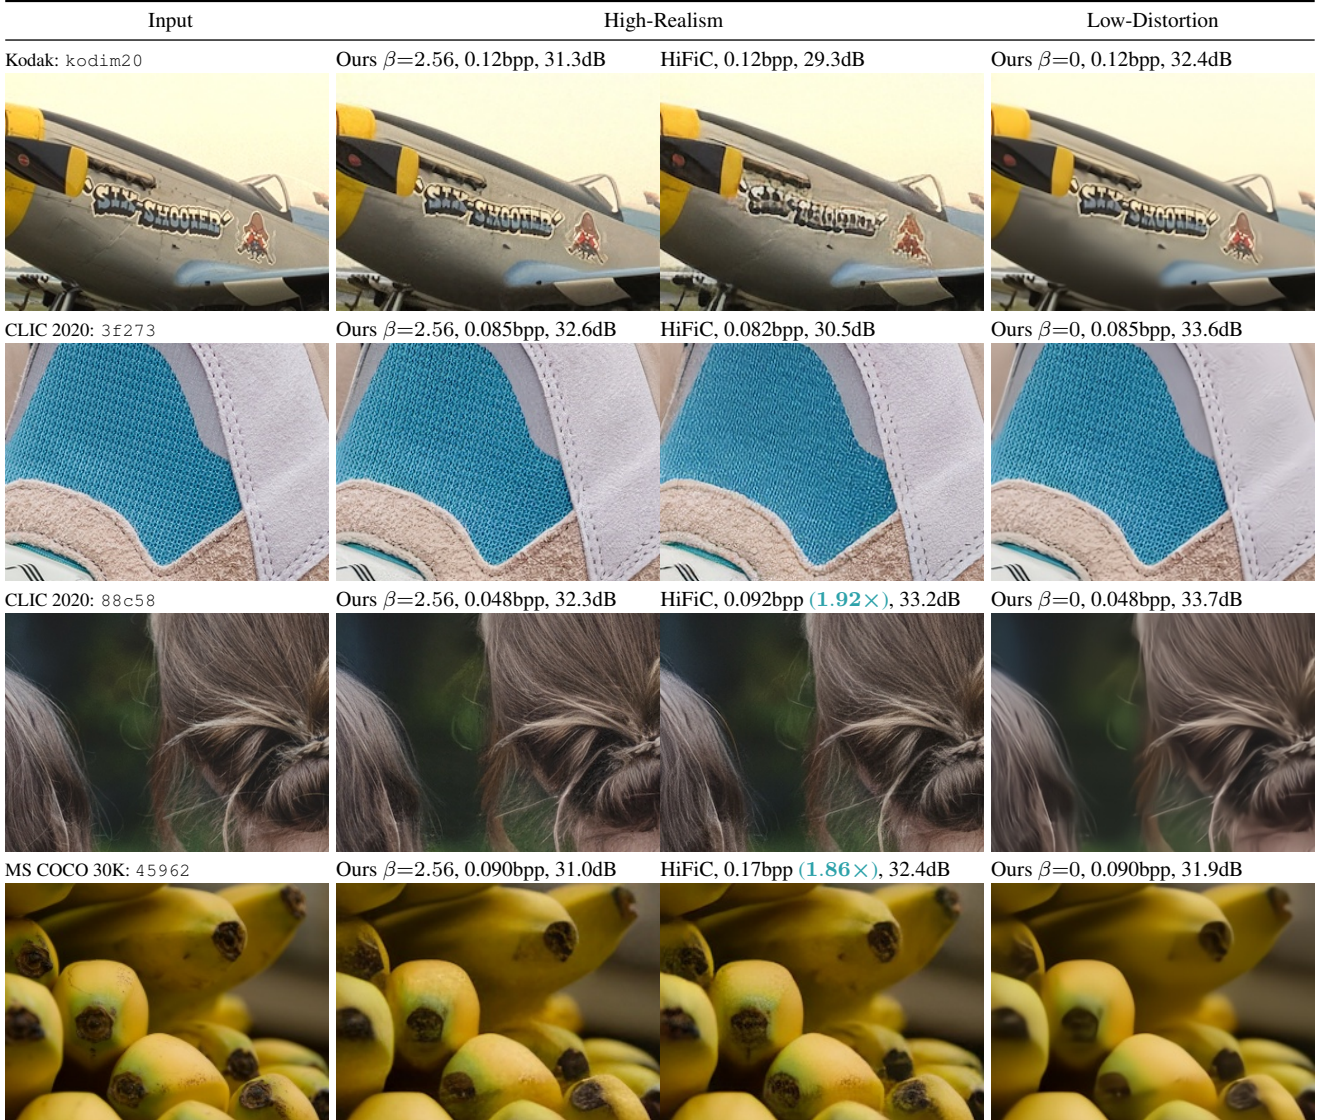 Input High-Realism Low-Distortion
Kodak: kodim20 Ours β=2.56, 0.12bpp, 31.3dB HiFiC, 0.12bpp, 29.3dB Ours β=0, 0.12bpp, 32.4dB
SHOOTER
CLIC 2020: 3f273 Ours β=2.56, 0.085bpp, 32.6dB HiFiC, 0.082bpp, 30.5dB Ours β=0, 0.085bpp, 33.6dB
CLIC 2020: 88c58 Ours β=2.56, 0.048bpp, 32.3dB HiFiC, 0.092bpp (1.92×), 33.2dB Ours β=0, 0.048bpp, 33.7dB
MS COCO 30K: 45962 Ours β=2.56, 0.090bpp, 31.0dB HiFiC, 0.17bpp (1.86×), 32.4dB Ours β=0, 0.090bpp, 31.9dB